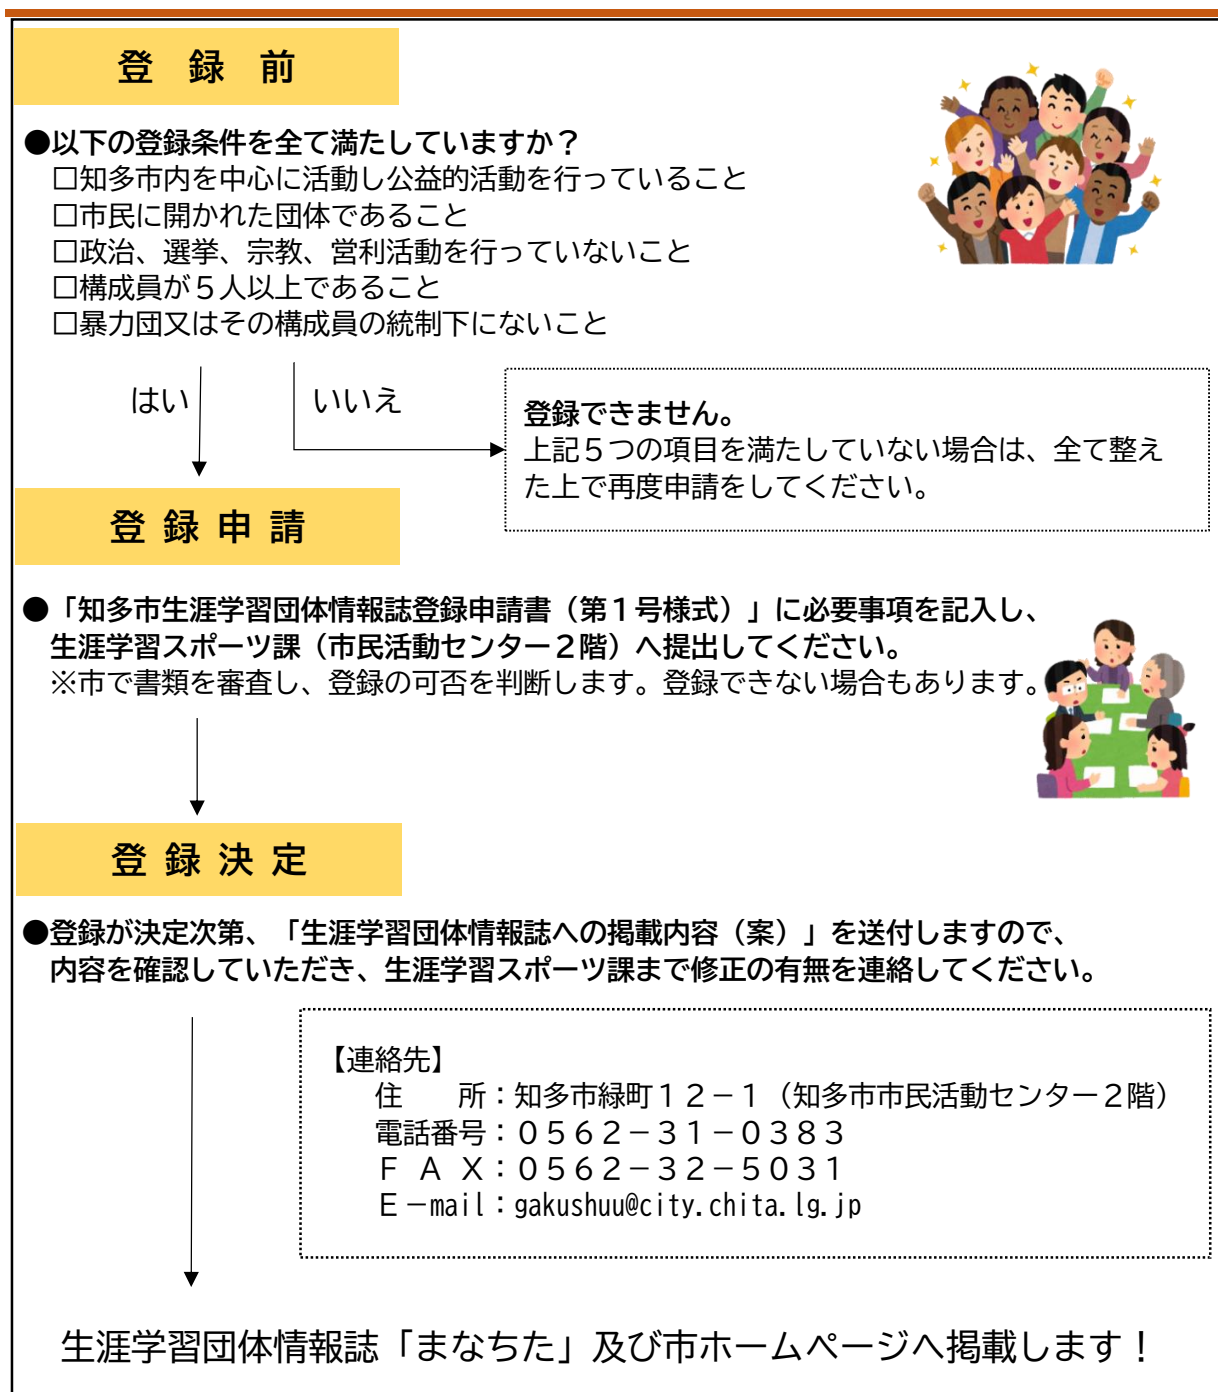 登 録 前
●以下の登録条件を全て満たしていますか？
□知多市内を中心に活動し公益的活動を行っていること
□市民に開かれた団体であること
□政治、選挙、宗教、営利活動を行っていないこと
□構成員が５人以上であること
□暴力団又はその構成員の統制下にないこと
はい
いいえ
登録できません。
上記５つの項目を満たしていない場合は、全て整え
た上で再度申請をしてください。
登 録 申 請
●「知多市生涯学習団体情報誌登録申請書（第１号様式）」に必要事項を記入し、
生涯学習スポーツ課（市民活動センター２階）へ提出してください。
※市で書類を審査し、登録の可否を判断します。登録できない場合もあります。
登 録 決 定
●登録が決定次第、「生涯学習団体情報誌への掲載内容（案）」を送付しますので、
内容を確認していただき、生涯学習スポーツ課まで修正の有無を連絡してください。
【連絡先】
住　　所：知多市緑町１２－１（知多市市民活動センター２階）
電話番号：０５６２－３１－０３８３
Ｆ Ａ Ｘ：０５６２－３２－５０３１
Ｅ－mail：gakushuu@city.chita.lg.jp
生涯学習団体情報誌「まなちた」及び市ホームページへ掲載します！